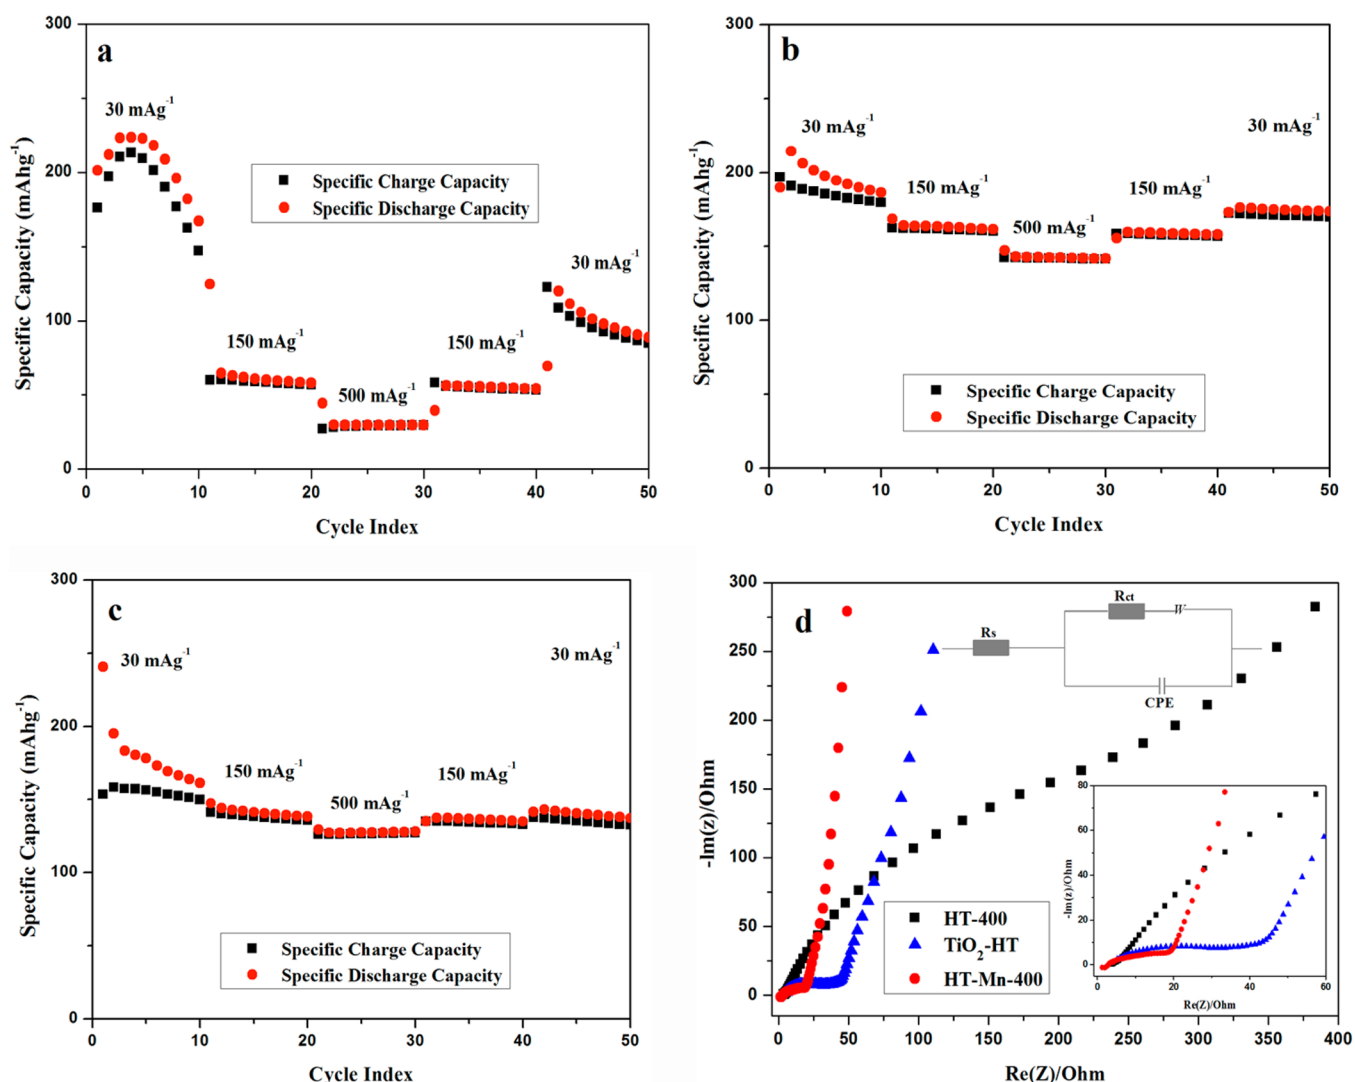 a
30 mAg-1
Specific Charge Capacity
Specific Discharge Capacity
30 mAg-1
150 mAg-1
150 mAg-1
500 mAg-1
Specific Capacity (mAhg-1)
300
200
100
0
0 10 20 30 40 50
Cycle Index
b
30 mAg-1
30 mAg-1
150 mAg-1
150 mAg-1
500 mAg-1
Specific Charge Capacity
Specific Discharge Capacity
Specific Capacity (mAhg-1)
300
200
100
0
0 10 20 30 40 50
Cycle Index
c
30 mAg-1
30 mAg-1
150 mAg-1
150 mAg-1
500 mAg-1
Specific Charge Capacity
Specific Discharge Capacity
Specific Capacity (mAhg-1)
300
200
100
0
0 10 20 30 40 50
Cycle Index
d
Rct
W
Rs
CPE
HT-400
TiO2-HT
HT-Mn-400
-Im(z)/Ohm
300
250
200
150
100
50
0
0 50 100 150 200 250 300 350 400
Re(Z)/Ohm
-Im(z)/Ohm
80
60
40
20
0
0 20 40 60
Re(Z)/Ohm